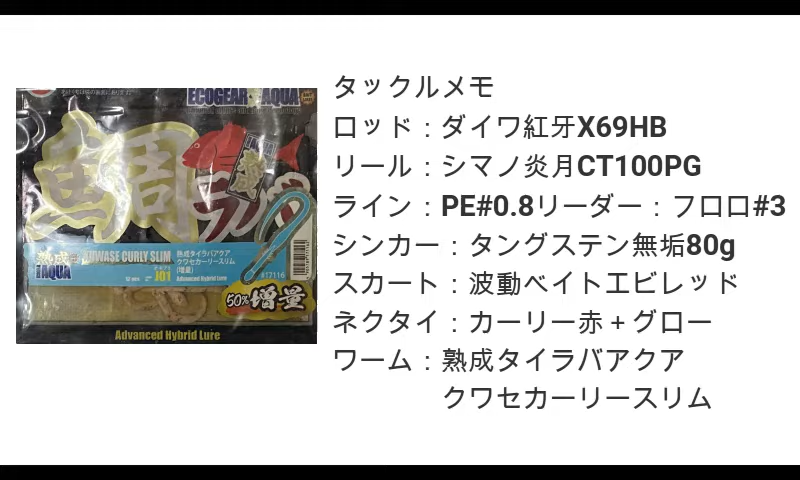 ECOGEAR AQUA
鯛
ラバ
熟成
AQUA
KUWASE CURLY SLIM
熟成タイラバアクア
クワセカーリースリム
(増量)
J01
Advanced Hybrid Lure
#17116
50%増量
Advanced Hybrid Lure
タックルメモ
ロッド：ダイワ紅牙X69HB
リール：シマノ炎月CT100PG
ライン：PE#0.8リーダー：フロロ#3
シンカー：タングステン無垢80g
スカート：波動ベイトエビレッド
ネクタイ：カーリー赤＋グロー
ワーム：熟成タイラバアクア
クワセカーリースリム